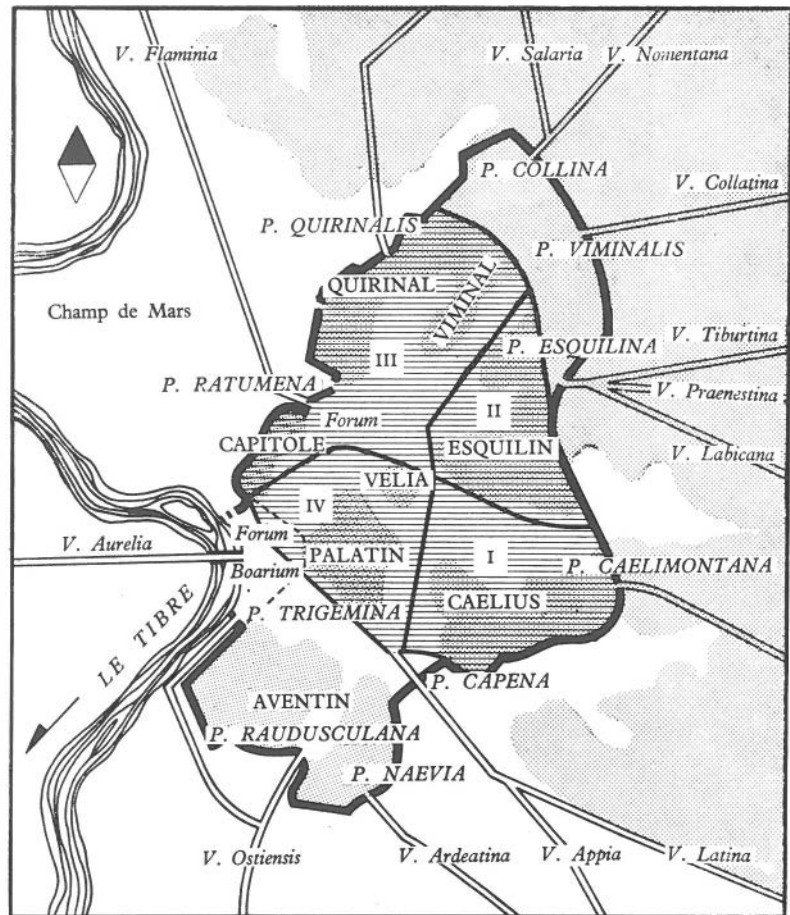 V. Flaminia
V. Salaria
V. Nomentana
P. COLLINA
V. Collatina
P. QUIRINALIS
P. VIMINALIS
QUIRINAL
VIMINAL
Champ de Mars
V. Tiburtina
P. ESQUILINA
III
P. RATUMENA
V. Praenestina
II
Forum
CAPITOLE
ESQUILIN
V. Labicana
VELIA
IV
Forum
Boarium
V. Aurelia
PALATIN
I
P. CAELIMONTANA
CAELIUS
P. TRIGEMINA
LE TIBRE
P. CAPENA
AVENTIN
P. RAUDUSCULANA
P. NAEVIA
V. Ostiensis
V. Ardeatina
V. Appia
V. Latina